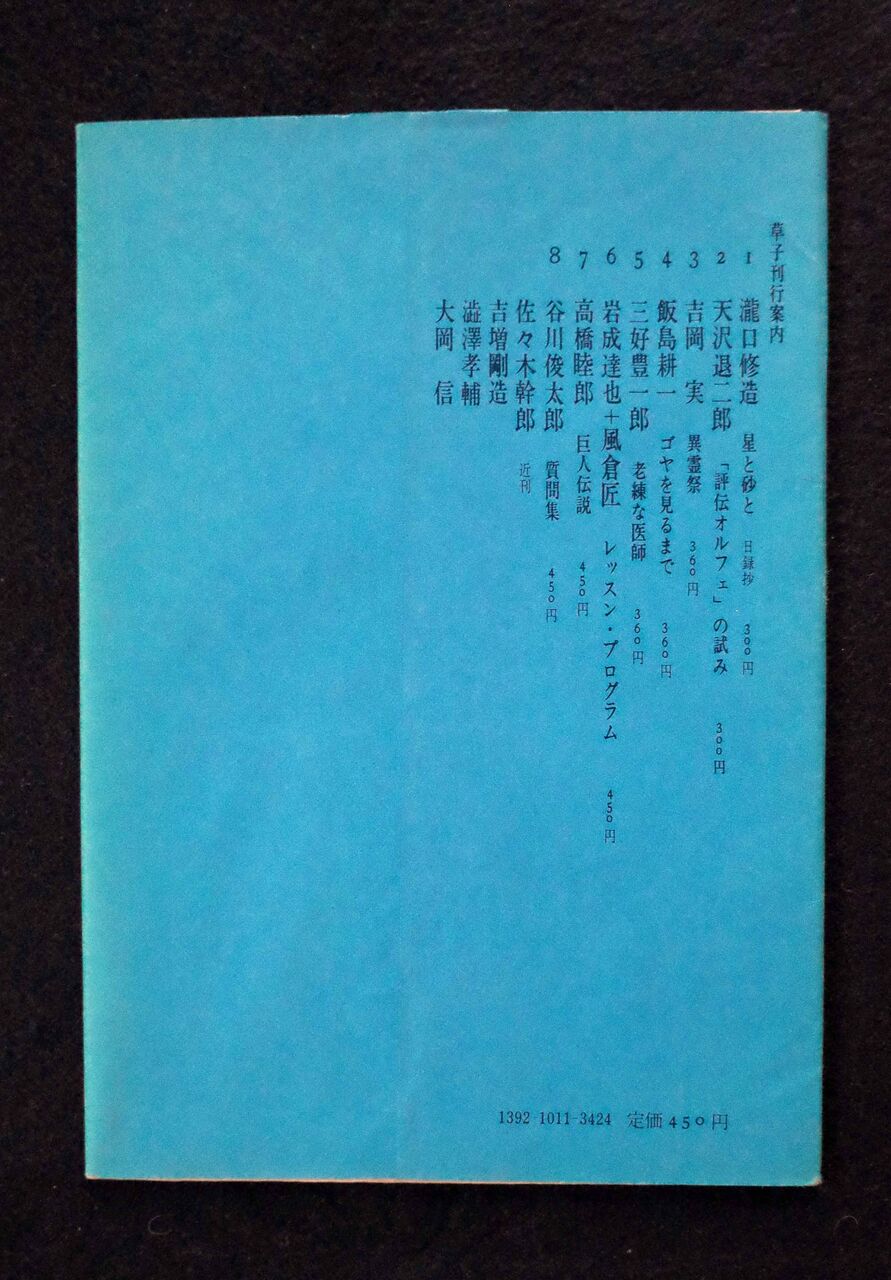 草子刊行案内
1 瀧口修造 星と砂と 日録抄 300円
2 天沢退二郎 「評伝オルフェ」の試み 300円
3 吉岡 実 異霊祭 360円
4 飯島耕一 ゴヤを見るまで 360円
5 三好豊一郎 老練な医師 360円
6 岩成達也+風倉匠 レッスン・プログラム 450円
7 高橋睦郎 巨人伝説 450円
8 谷川俊太郎 質問集 450円
佐々木幹郎 近刊
吉増剛造
澁澤孝輔
大岡 信
1392-1011-3424 定価450円